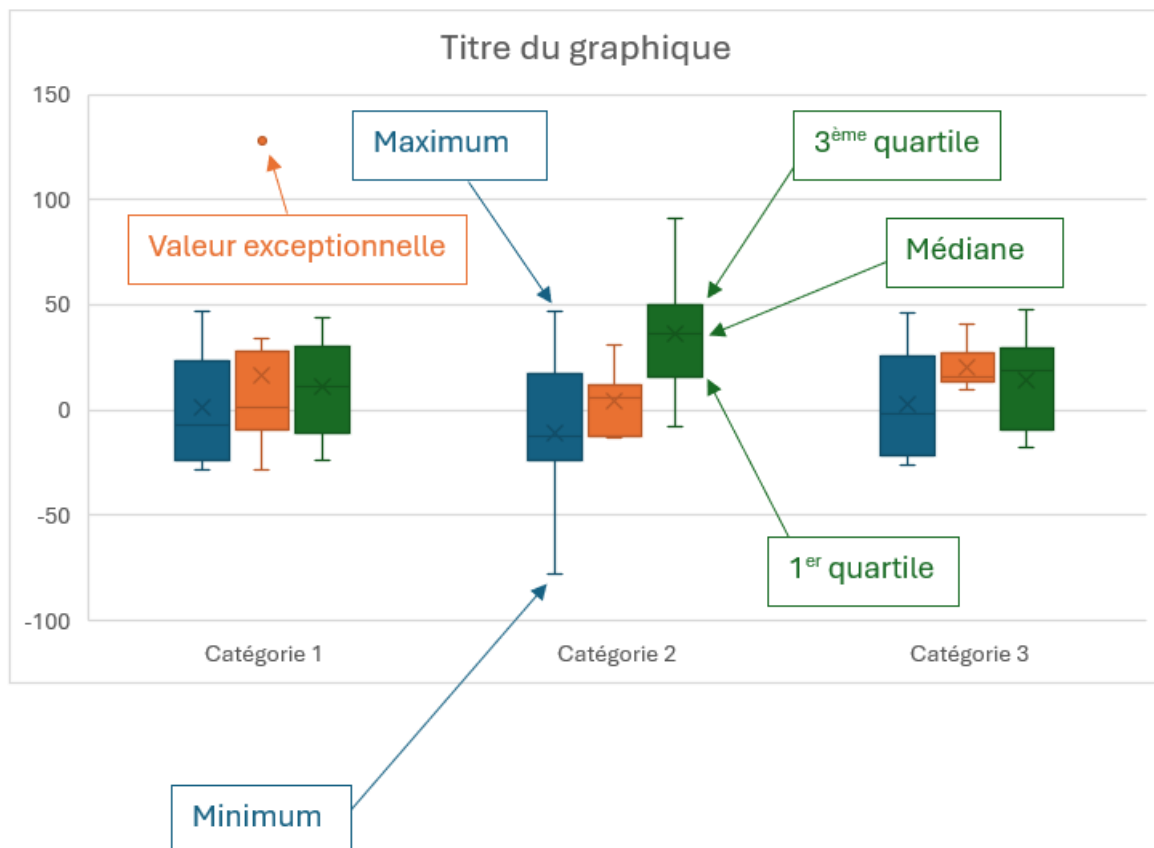 Titre du graphique
150
Maximum
3ème quartile
100
Valeur exceptionnelle
Médiane
50
0
-50
1er quartile
-100
Catégorie 1
Catégorie 2
Catégorie 3
Minimum